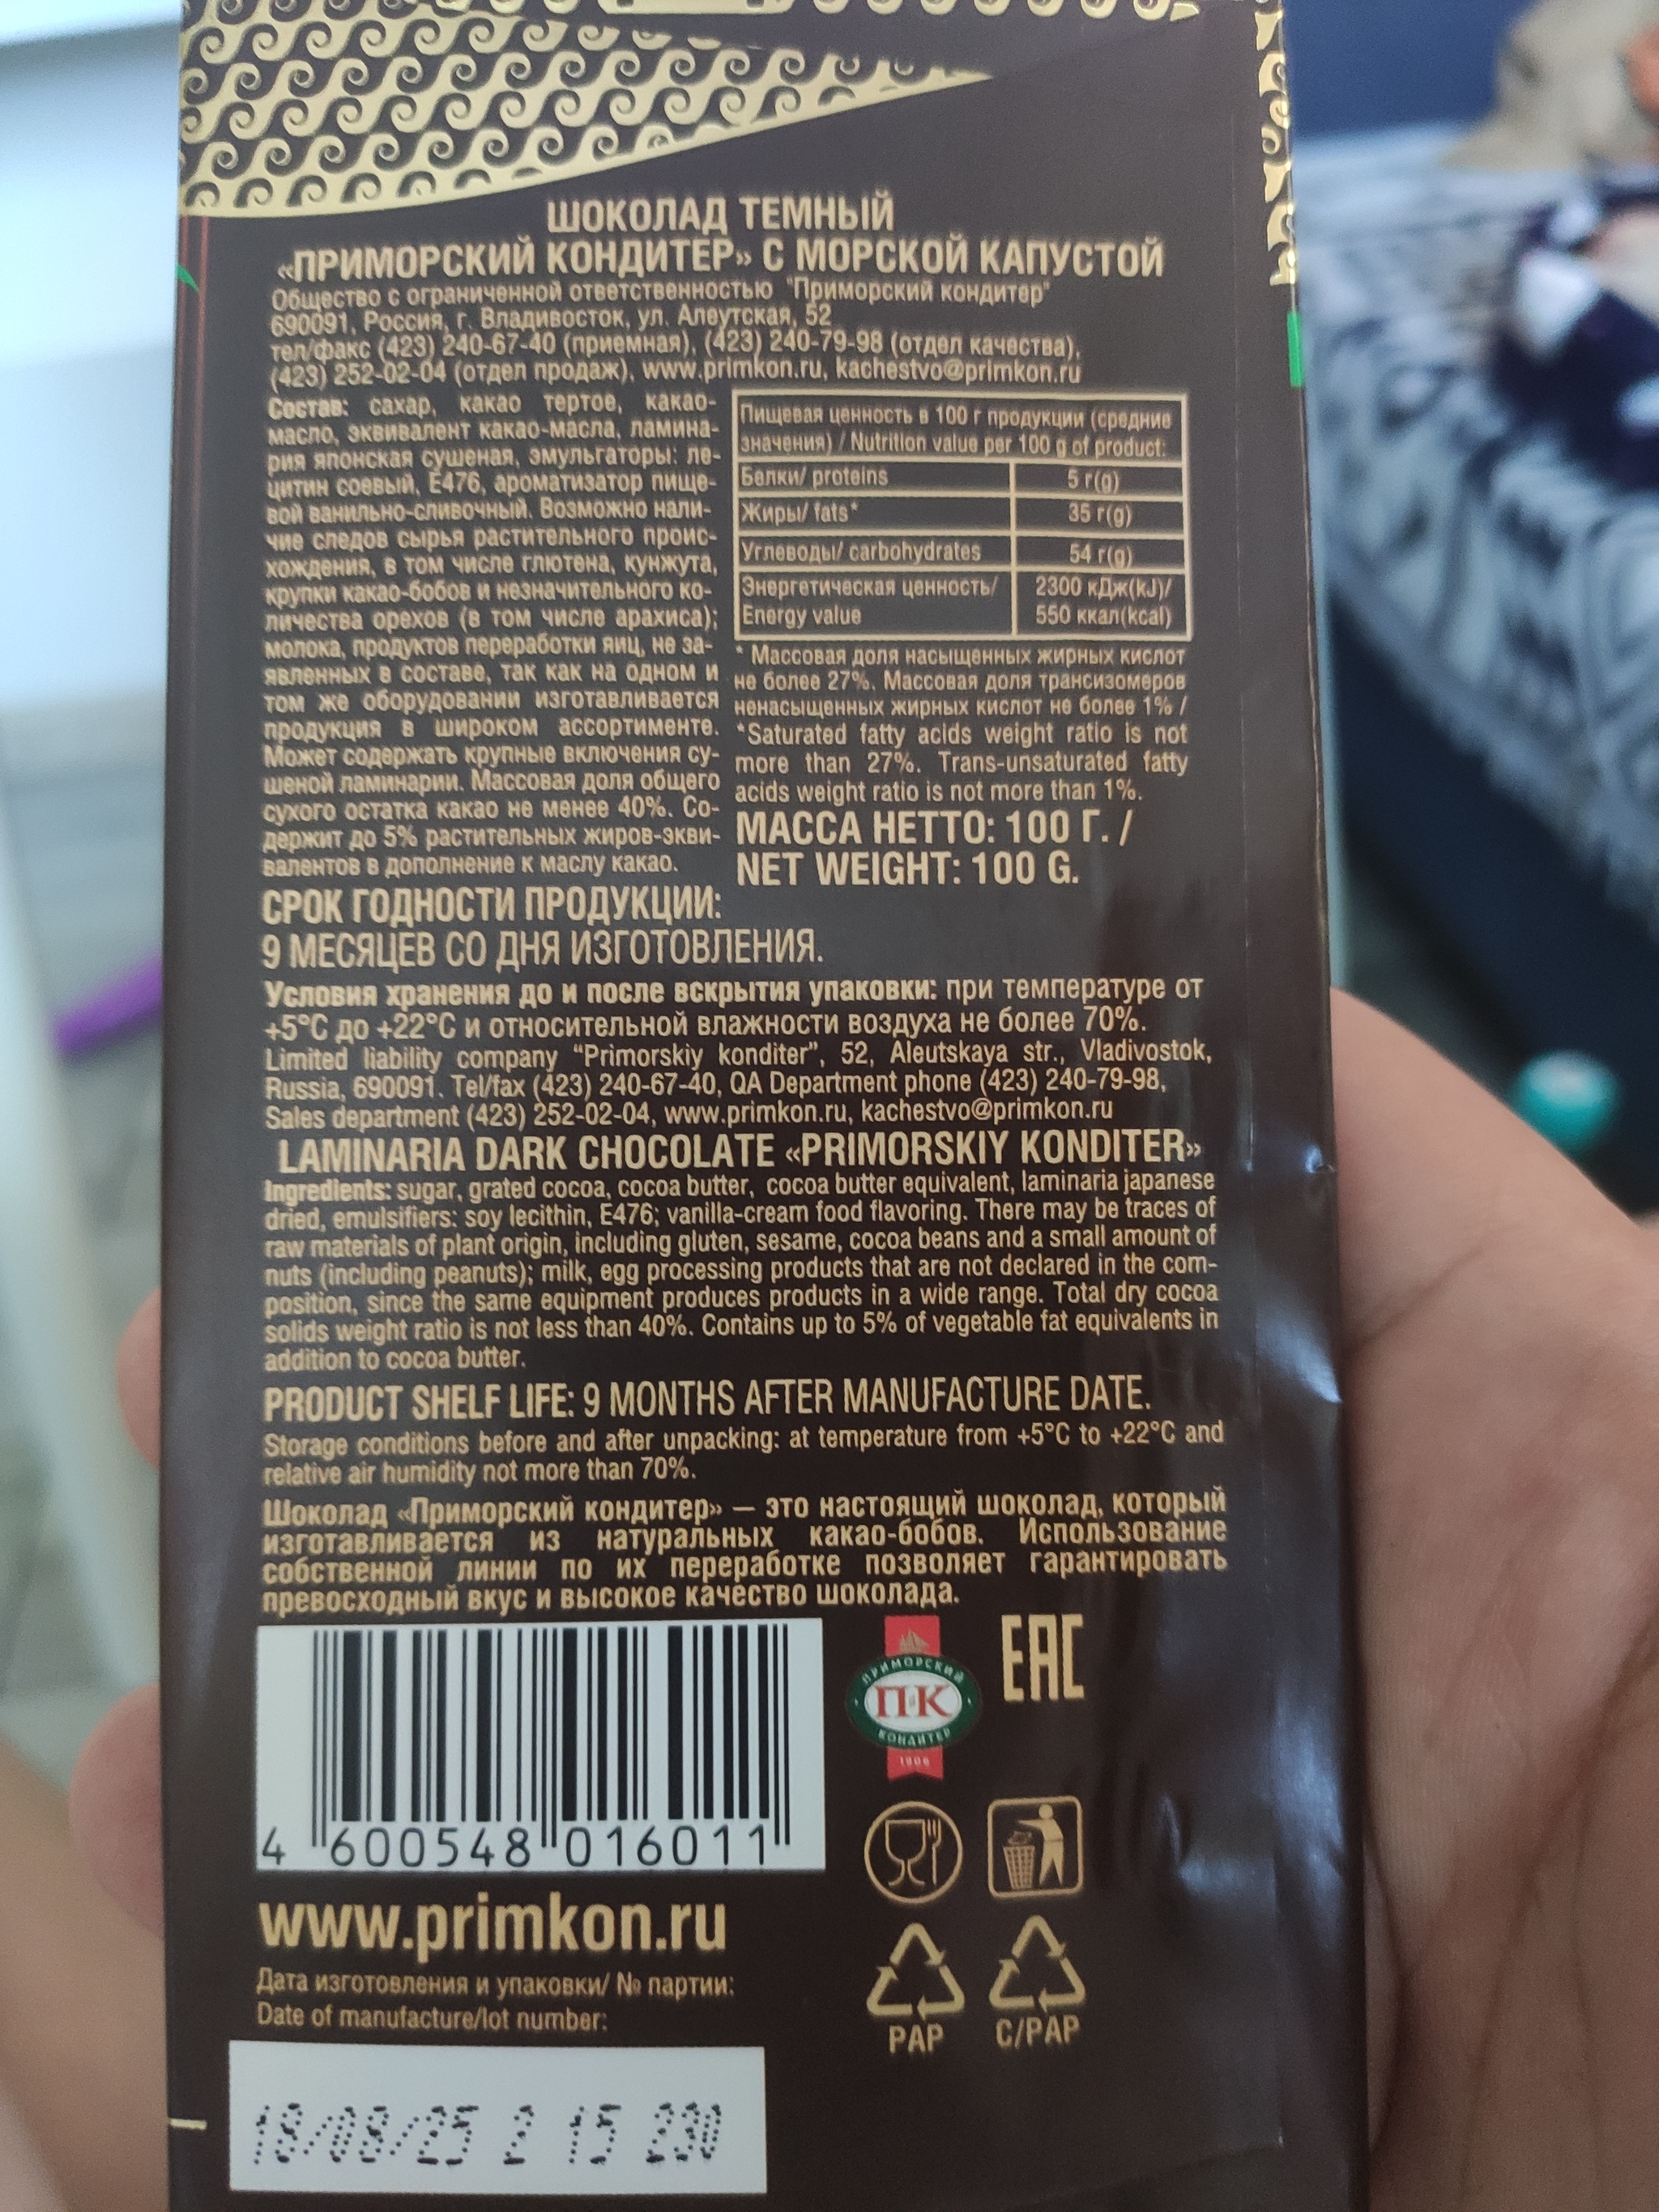 ШОКОЛАД ТЕМНЫЙ
«ПРИМОРСКИЙ КОНДИТЕР» С МОРСКОЙ КАПУСТОЙ
Общество с ограниченной ответственностью "Приморский кондитер"
690091, Россия, г. Владивосток, ул. Алеутская, 52
тел/факс (423) 240-67-40 (приемная), (423) 240-79-98 (отдел качества),
(423) 252-02-04 (отдел продаж), www.primkon.ru, kachestvo@primkon.ru
Состав: сахар, какао тертое, какао-
масло, эквивалент какао-масла, ламина-
рия японская сушеная, эмульгаторы: ле-
цитин соевый, Е476, ароматизатор пище-
вой ванильно-сливочный. Возможно нали-
чие следов сырья растительного проис-
хождения, в том числе глютена, кунжута,
крупки какао-бобов и незначительного ко-
личества орехов (в том числе арахиса);
молока, продуктов переработки яиц, не за-
явленных в составе, так как на одном и
том же оборудовании изготавливается
продукция в широком ассортименте.
Может содержать крупные включения су-
шеной ламинарии. Массовая доля общего
сухого остатка какао не менее 40%. Со-
держит до 5% растительных жиров-экви-
валентов в дополнение к маслу какао.
Пищевая ценность в 100 г продукции (средние
значения) / Nutrition value per 100 g of product:
Белки/ proteins 5 г(g)
Жиры/ fats* 35 г(g)
Углеводы/ carbohydrates 54 г(g)
Энергетическая ценность/ 2300 кДж(kJ)/
Energy value 550 ккал(kcal)
* Массовая доля насыщенных жирных кислот
не более 27%. Массовая доля трансизомеров
ненасыщенных жирных кислот не более 1% /
*Saturated fatty acids weight ratio is not
more than 27%. Trans-unsaturated fatty
acids weight ratio is not more than 1%.
МАССА НЕТТО: 100 Г. /
NET WEIGHT: 100 G.
СРОК ГОДНОСТИ ПРОДУКЦИИ:
9 МЕСЯЦЕВ СО ДНЯ ИЗГОТОВЛЕНИЯ.
Условия хранения до и после вскрытия упаковки: при температуре от
+5°C до +22°C и относительной влажности воздуха не более 70%.
Limited liability company "Primorskiy konditer", 52, Aleutskaya str., Vladivostok,
Russia, 690091. Tel/fax (423) 240-67-40, QA Department phone (423) 240-79-98,
Sales department (423) 252-02-04, www.primkon.ru, kachestvo@primkon.ru
LAMINARIA DARK CHOCOLATE «PRIMORSKIY KONDITER»
Ingredients: sugar, grated cocoa, cocoa butter, cocoa butter equivalent, laminaria japanese
dried, emulsifiers: soy lecithin, E476; vanilla-cream food flavoring. There may be traces of
raw materials of plant origin, including gluten, sesame, cocoa beans and a small amount of
nuts (including peanuts); milk, egg processing products that are not declared in the com-
position, since the same equipment produces products in a wide range. Total dry cocoa
solids weight ratio is not less than 40%. Contains up to 5% of vegetable fat equivalents in
addition to cocoa butter.
PRODUCT SHELF LIFE: 9 MONTHS AFTER MANUFACTURE DATE.
Storage conditions before and after unpacking: at temperature from +5°C to +22°C and
relative air humidity not more than 70%.
Шоколад «Приморский кондитер» — это настоящий шоколад, который
изготавливается из натуральных какао-бобов. Использование
собственной линии по их переработке позволяет гарантировать
превосходный вкус и высокое качество шоколада.
ПРИМОРСКИЙ
ПК
КОНДИТЕР
1906
EAC
4 600548 016011
www.primkon.ru
Дата изготовления и упаковки/ № партии:
Date of manufacture/lot number:
PAP
C/PAP
18/08/25 2 15 230